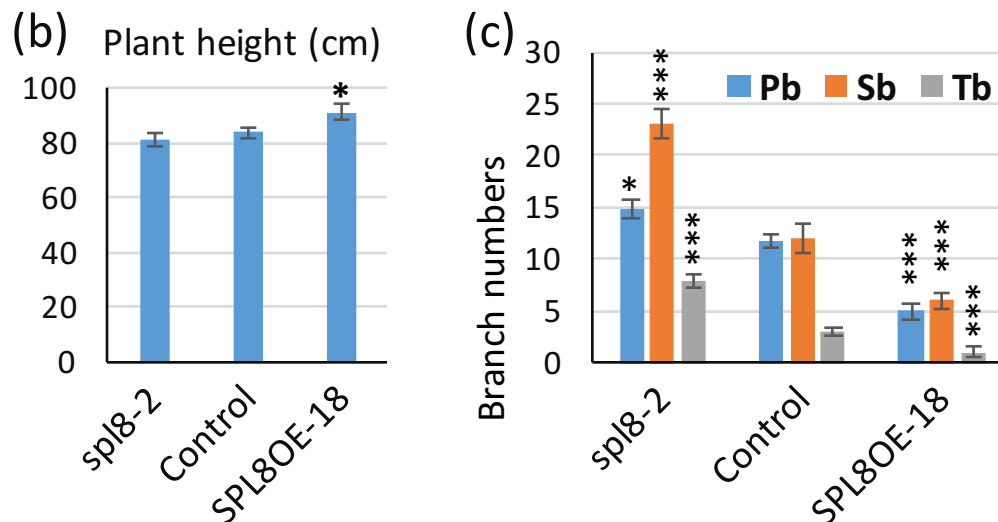 (b) Plant height (cm)
100
80
60
40
20
0
*
spl8-2
Control
SPL8OE-18
(c)
Branch numbers
30
25
20
15
10
5
0
Pb Sb Tb
*
***
***
***
***
***
spl8-2
Control
SPL8OE-18